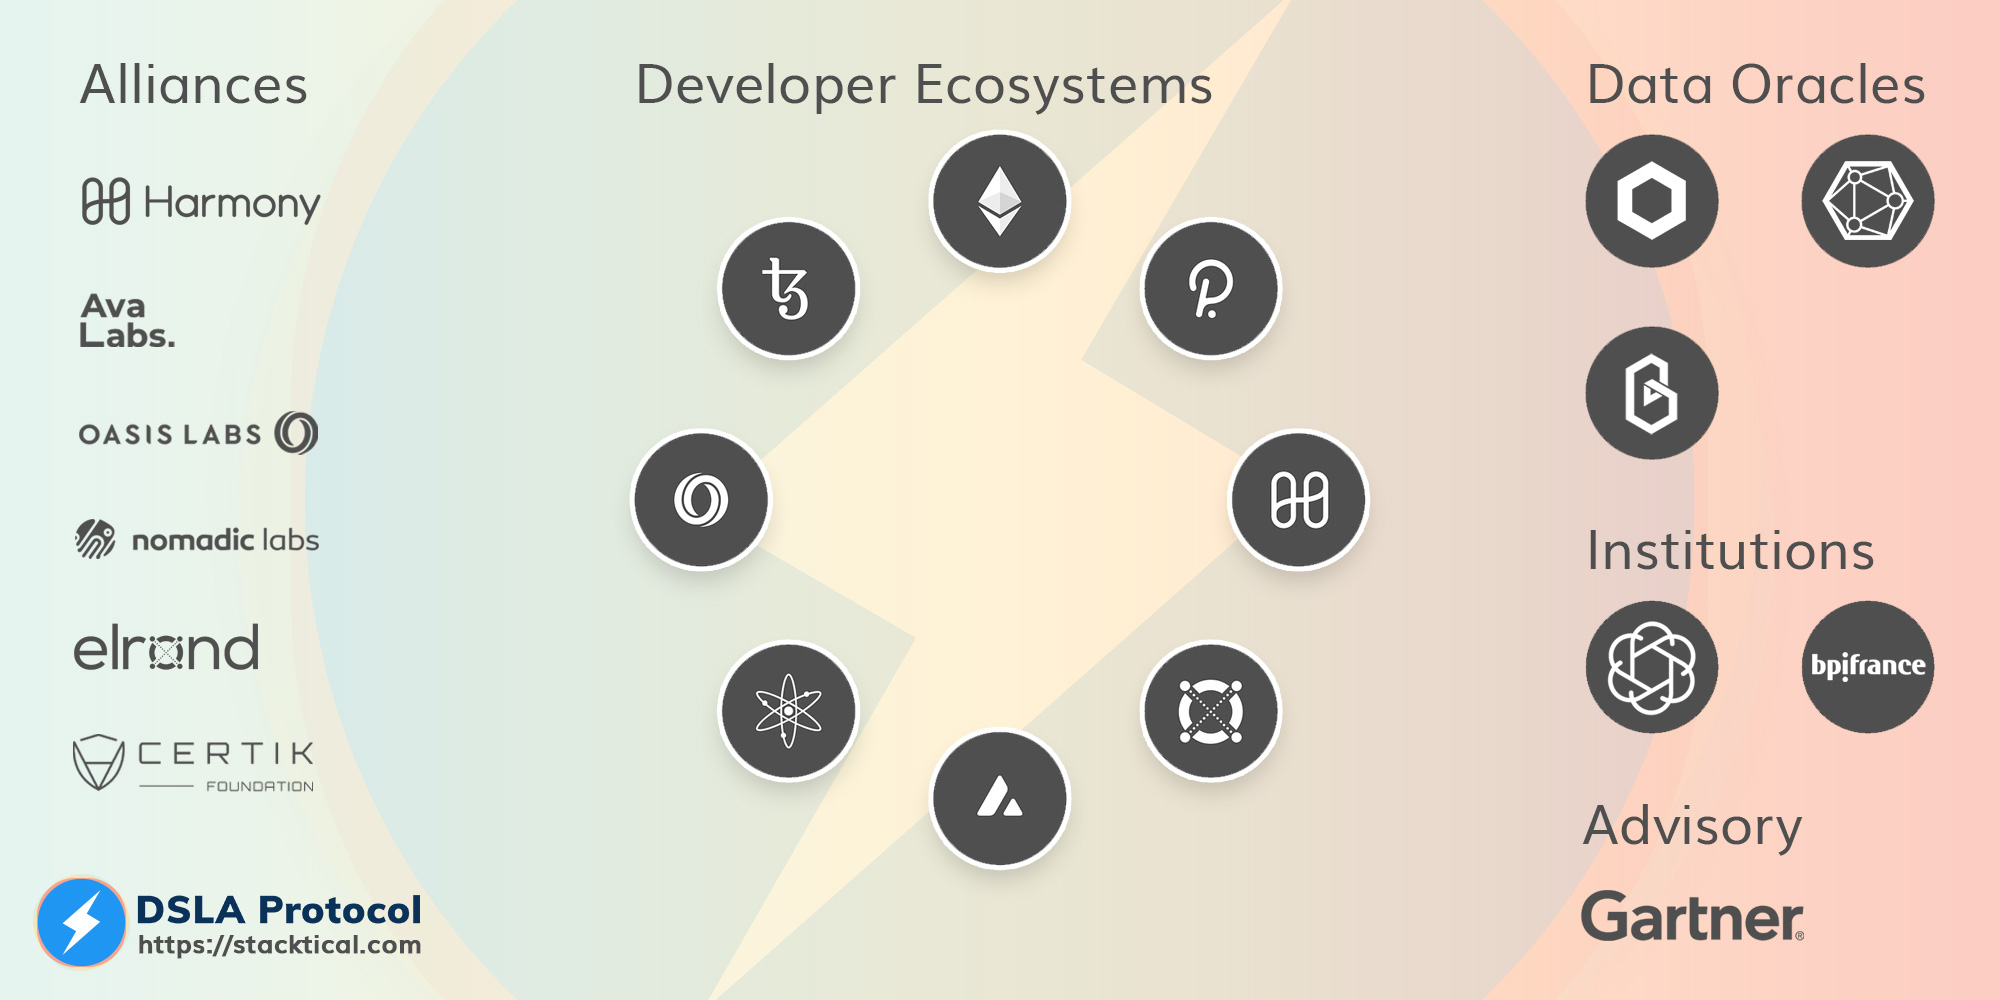 Alliances
Harmony
Ava
Labs.
OASIS LABS
nomadic labs
elrond
CERTIK
FOUNDATION
DSLA Protocol
https://stacktical.com
Developer Ecosystems
Data Oracles
Institutions
bpifrance
Advisory
Gartner®